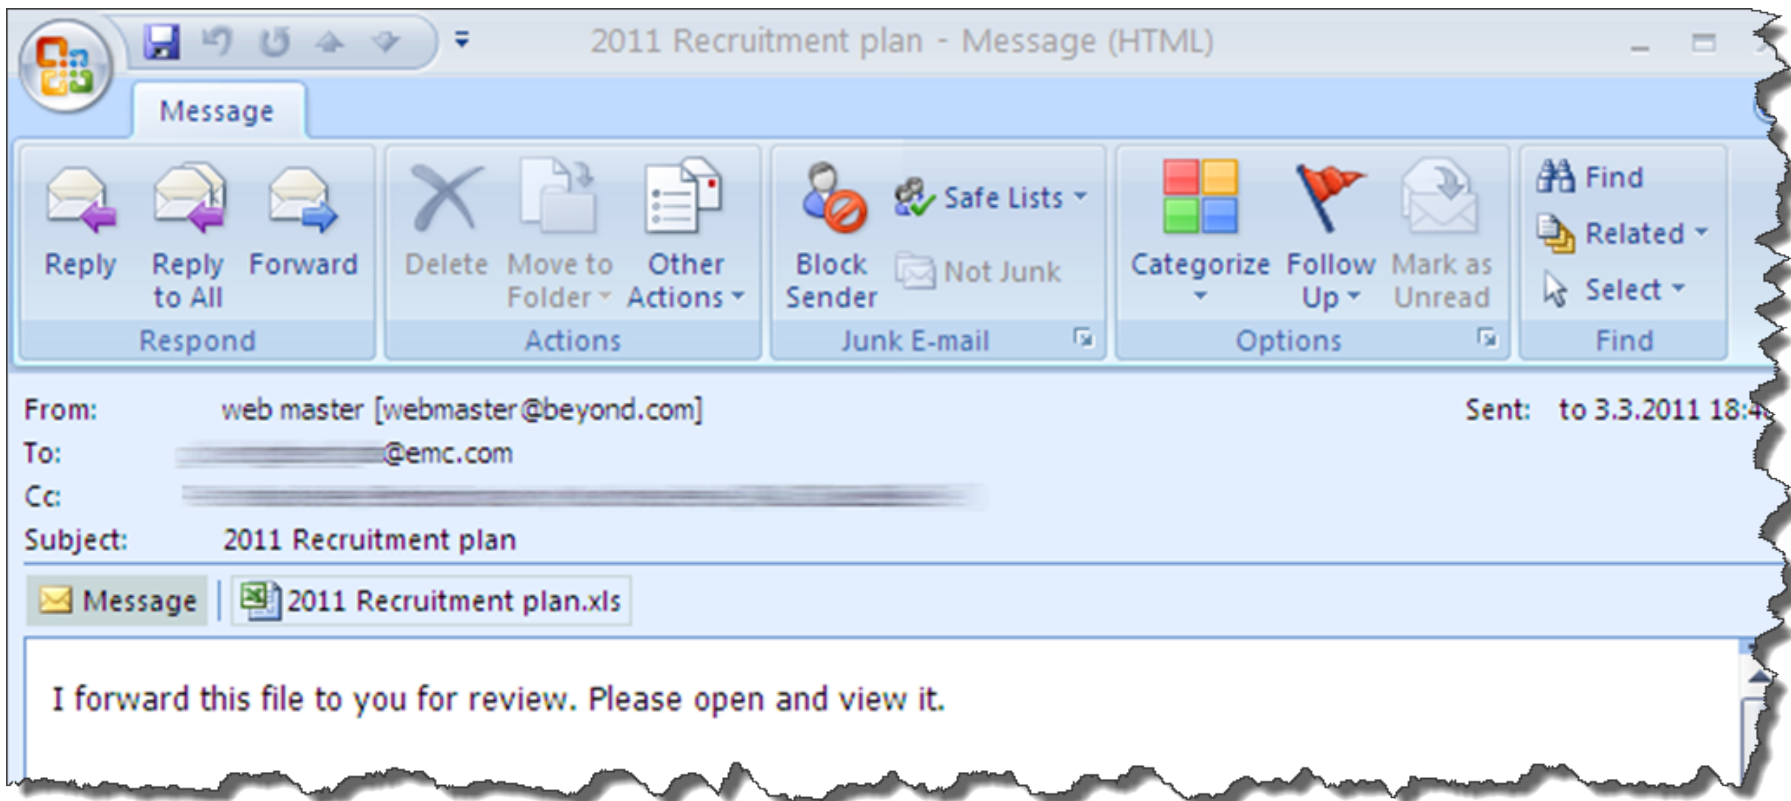 2011 Recruitment plan - Message (HTML)
Message
Reply
Reply to All
Forward
Respond
Delete
Move to Folder
Other Actions
Actions
Block Sender
Safe Lists
Not Junk
Junk E-mail
Categorize
Follow Up
Mark as Unread
Options
Find
Related
Select
Find
From: web master [webmaster@beyond.com] Sent: to 3.3.2011
To: @emc.com
Cc:
Subject: 2011 Recruitment plan
Message 2011 Recruitment plan.xls
I forward this file to you for review. Please open and view it.